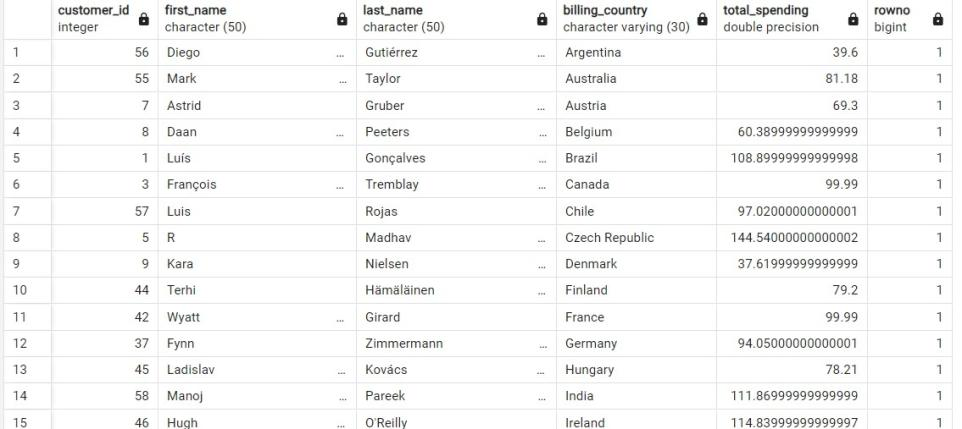 customer_id first_name last_name billing_country total_spending rowno
integer character (50) character (50) character varying (30) double precision bigint
1 56 Diego ... Gutiérrez ... Argentina 39.6 1
2 55 Mark ... Taylor Australia 81.18 1
3 7 Astrid Gruber ... Austria 69.3 1
4 8 Daan ... Peeters ... Belgium 60.38999999999999 1
5 1 Luís Gonçalves ... Brazil 108.89999999999998 1
6 3 François ... Tremblay ... Canada 99.99 1
7 57 Luis Rojas Chile 97.02000000000001 1
8 5 R Madhav ... Czech Republic 144.54000000000002 1
9 9 Kara Nielsen ... Denmark 37.61999999999999 1
10 44 Terhi Hämäläinen ... Finland 79.2 1
11 42 Wyatt ... Girard France 99.99 1
12 37 Fynn Zimmermann ... Germany 94.05000000000001 1
13 45 Ladislav ... Kovács ... Hungary 78.21 1
14 58 Manoj ... Pareek ... India 111.86999999999999 1
15 46 Hugh ... O'Reilly ... Ireland 114.83999999999997 1